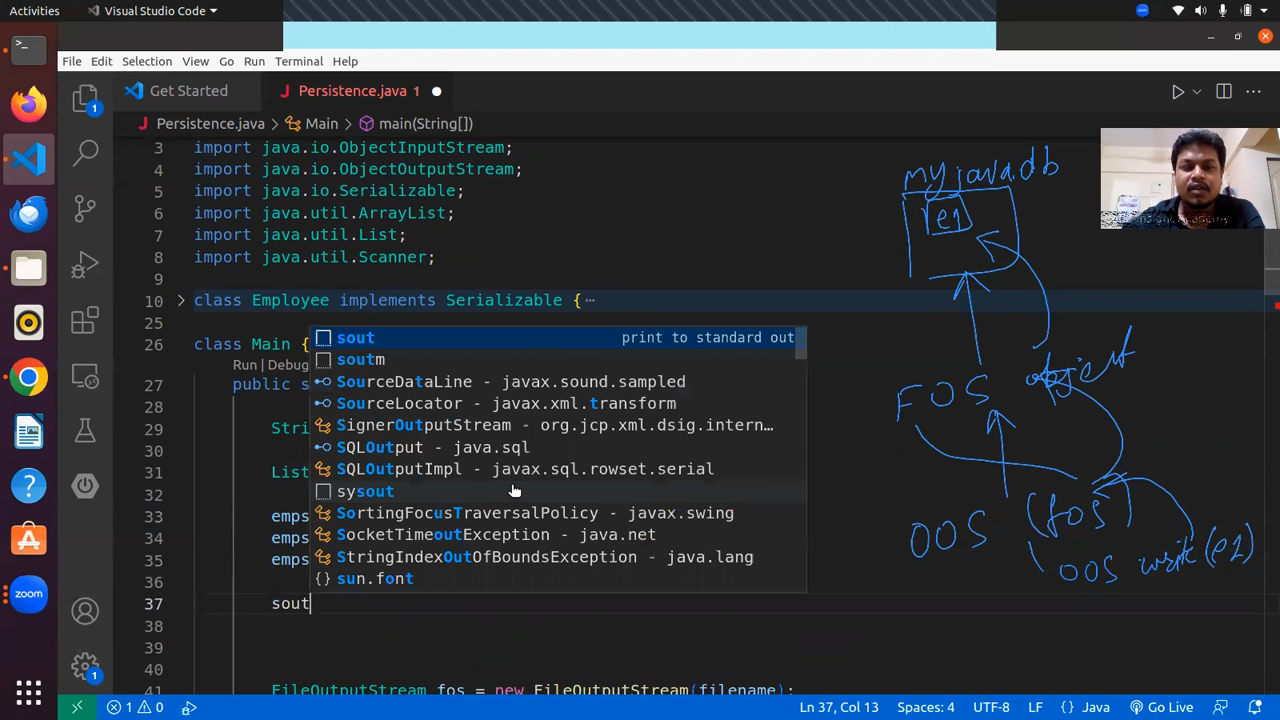 Activities
Visual Studio Code
File Edit Selection View Go Run Terminal Help
Get Started
Persistence.java 1
Persistence.java > Main > main(String[])
3 import java.io.ObjectInputStream;
4 import java.io.ObjectOutputStream;
5 import java.io.Serializable;
6 import java.util.ArrayList;
7 import java.util.List;
8 import java.util.Scanner;
9
10 class Employee implements Serializable { ⋯
25
26 class Main {
Run | Debug
27 public s
28
29 Stri
30
31 List
32
33 emps
34 emps
35 emps
36
37 sout
38
39
40
41 FileOutputStream fos = new FileOutputStream(filename);
sout print to standard out
soutm
SourceDataLine - javax.sound.sampled
SourceLocator - javax.xml.transform
SignerOutputStream - org.jcp.xml.dsig.intern...
SQLOutput - java.sql
SQLOutputImpl - javax.sql.rowset.serial
sysout
SortingFocusTraversalPolicy - javax.swing
SocketTimeoutException - java.net
StringIndexOutOfBoundsException - java.lang
sun.font
my java.db
e1
FOS object
OOS (fos)
OOS write(e1)
zoom
1
1
1 0
Ln 37, Col 13 Spaces: 4 UTF-8 LF {} Java Go Live